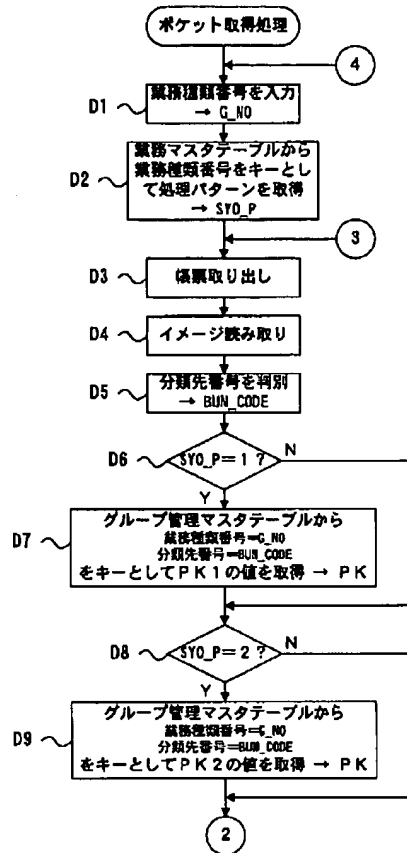 ポケット取得処理
4
D1
業務種類番号を入力
→ G_NO
D2
業務マスタテーブルから
業務種類番号をキーとし
て処理パターンを取得
→ SYO_P
3
D3
帳票取り出し
D4
イメージ読み取り
D5
分類先番号を判別
→ BUN_CODE
D6
SYO_P=1 ?
N
Y
D7
グループ管理マスタテーブルから
業務種類番号=G_NO
分類先番号=BUN_CODE
をキーとしてPK1の値を取得 → PK
D8
SYO_P=2 ?
N
Y
D9
グループ管理マスタテーブルから
業務種類番号=G_NO
分類先番号=BUN_CODE
をキーとしてPK2の値を取得 → PK
2